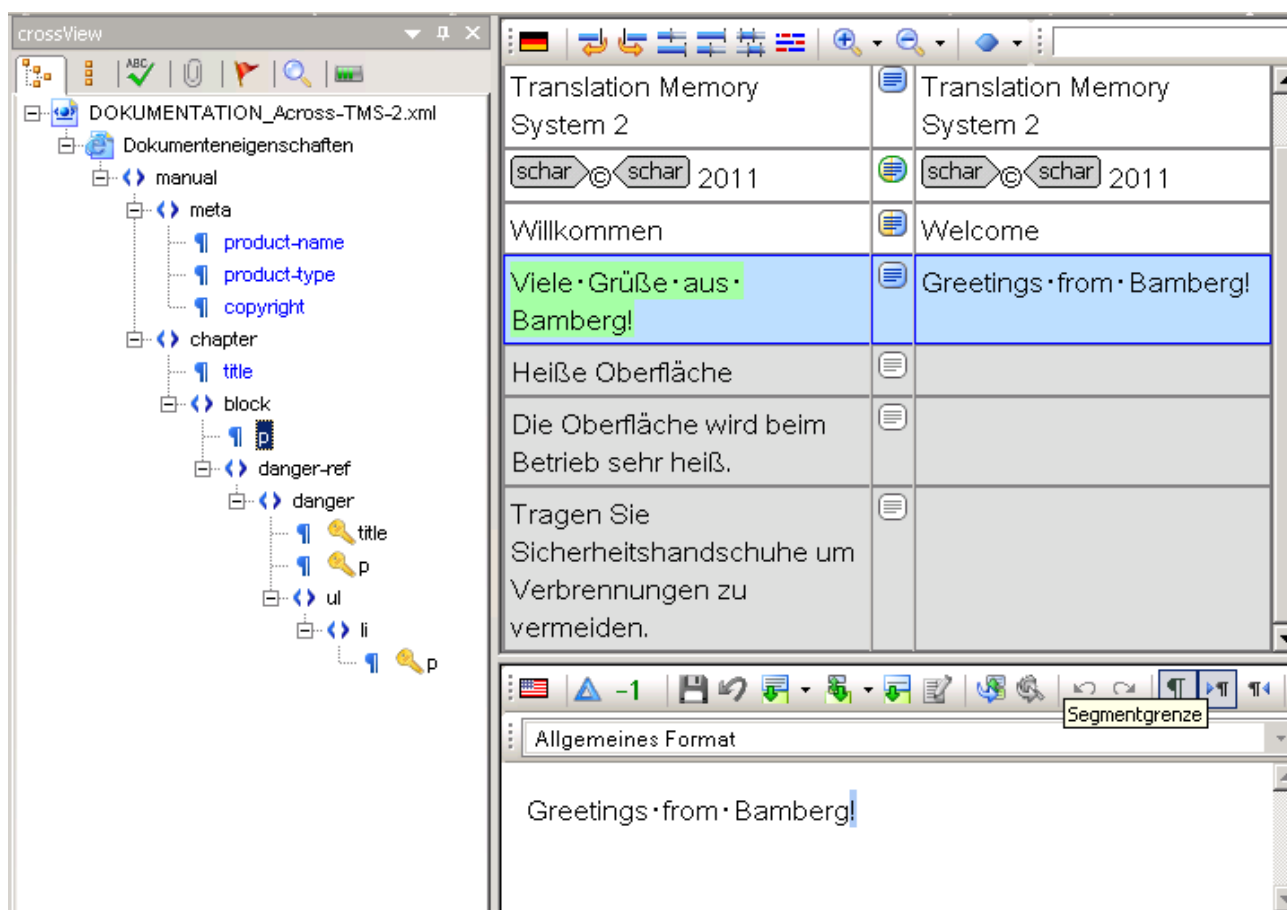 crossView
ABC
DOKUMENTATION_Across-TMS-2.xml
Dokumenteneigenschaften
manual
meta
product-name
product-type
copyright
chapter
title
block
p
danger-ref
danger
title
p
ul
li
p
Translation Memory
System 2
Translation Memory
System 2
schar © schar 2011
schar © schar 2011
Willkommen
Welcome
Viele·Grüße·aus·
Bamberg!
Greetings·from·Bamberg!
Heiße Oberfläche
Die Oberfläche wird beim
Betrieb sehr heiß.
Tragen Sie
Sicherheitshandschuhe um
Verbrennungen zu
vermeiden.
-1
Segmentgrenze
Allgemeines Format
Greetings·from·Bamberg!